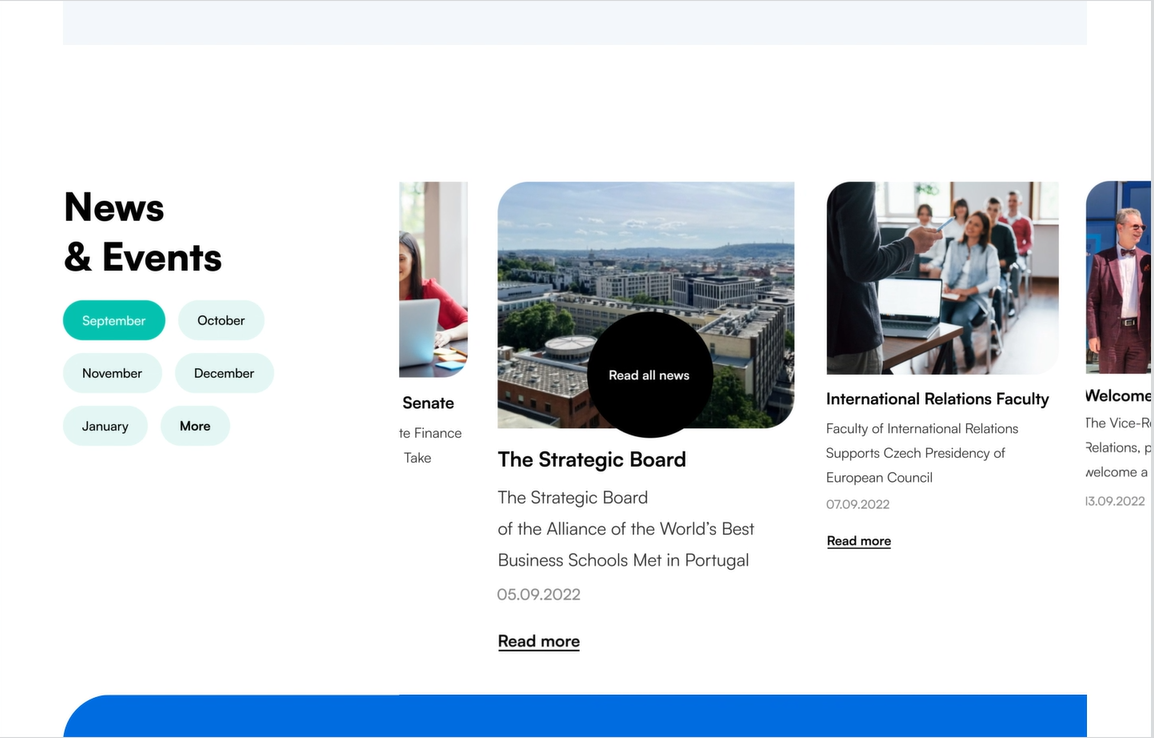 News
& Events
September
October
November
December
January
More
Senate
te Finance
Take
Read all news
The Strategic Board
The Strategic Board
of the Alliance of the World's Best
Business Schools Met in Portugal
05.09.2022
Read more
International Relations Faculty
Faculty of International Relations
Supports Czech Presidency of
European Council
07.09.2022
Read more
Welcome
The Vice-R
Relations, p
welcome a
13.09.2022